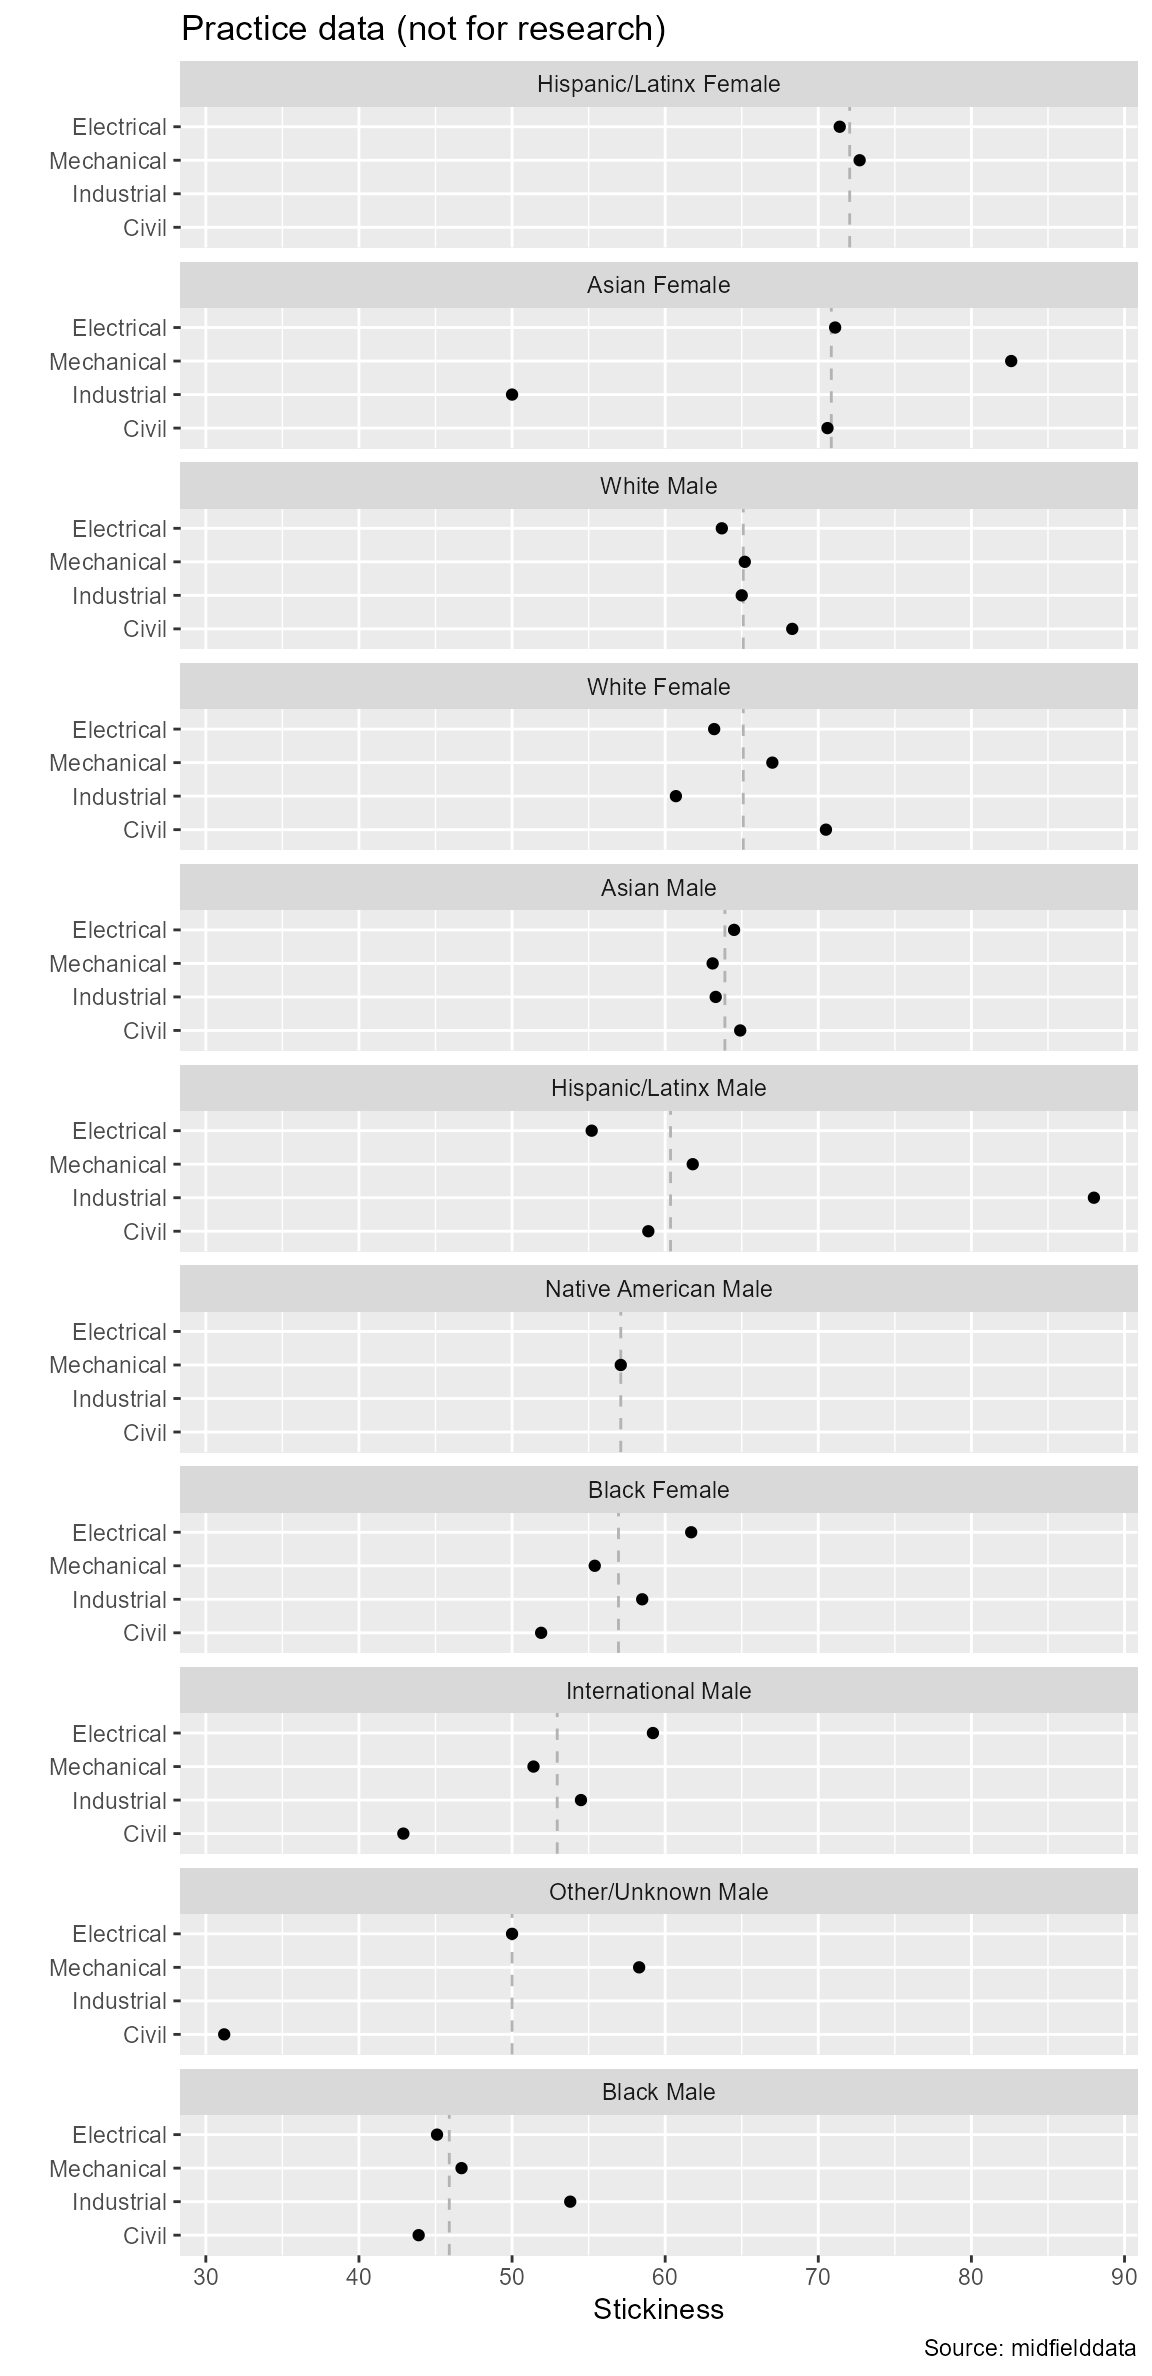 Practice data (not for research)
Hispanic/Latinx Female
Electrical
Mechanical
Industrial
Civil
Asian Female
Electrical
Mechanical
Industrial
Civil
White Male
Electrical
Mechanical
Industrial
Civil
White Female
Electrical
Mechanical
Industrial
Civil
Asian Male
Electrical
Mechanical
Industrial
Civil
Hispanic/Latinx Male
Electrical
Mechanical
Industrial
Civil
Native American Male
Electrical
Mechanical
Industrial
Civil
Black Female
Electrical
Mechanical
Industrial
Civil
International Male
Electrical
Mechanical
Industrial
Civil
Other/Unknown Male
Electrical
Mechanical
Industrial
Civil
Black Male
Electrical
Mechanical
Industrial
Civil
30 40 50 60 70 80 90
Stickiness
Source: midfielddata